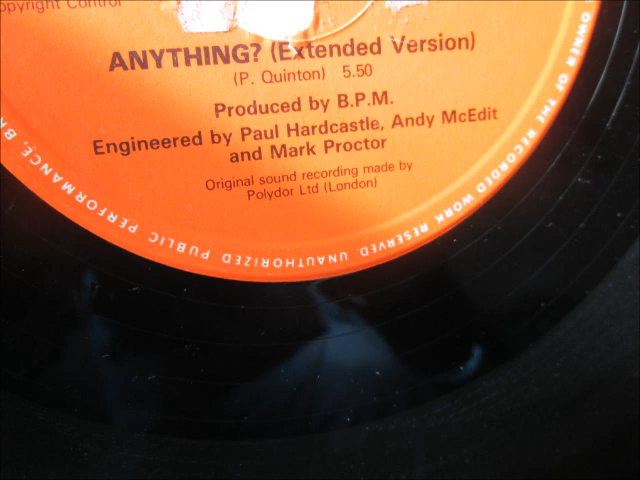 opyright Control
ANYTHING? (Extended Version)
(P. Quinton) 5.50
Produced by B.P.M.
Engineered by Paul Hardcastle, Andy McEdit
and Mark Proctor
Original sound recording made by
Polydor Ltd (London)
OWNER OF THE RECORDED WORK RESERVED. UNAUTHORIZED PUBLIC PERFORMANCE, BR